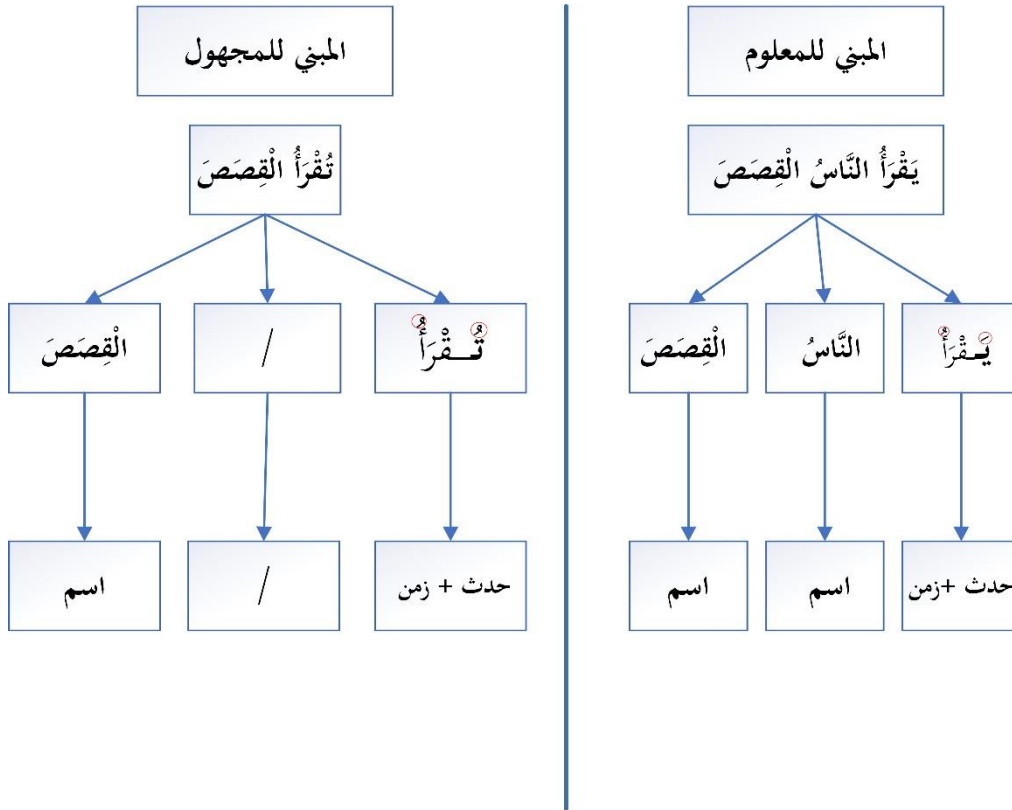 المبني للمعلوم
المبني للمجهول
يَقْرَأُ النَّاسُ الْقِصَصَ
تُقْرَأُ الْقِصَصَ
يَـقْرَأُ
النَّاسُ
الْقِصَصَ
تُـقْرَأُ
/
الْقِصَصَ
حدث +زمن
اسم
اسم
حدث + زمن
/
اسم